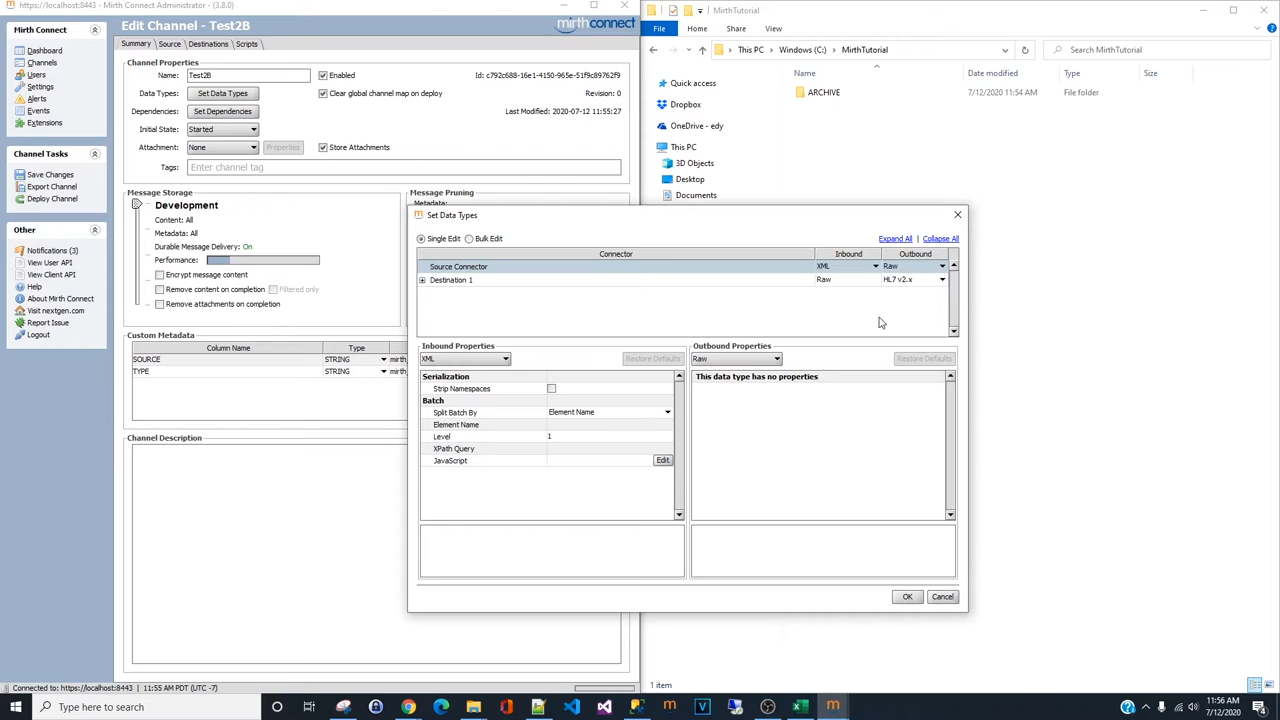 https://localhost:8443 - Mirth Connect Administrator - (3.8.0)
Mirth Connect
Dashboard
Channels
Users
Settings
Alerts
Events
Extensions
Channel Tasks
Save Changes
Export Channel
Deploy Channel
Other
Notifications (3)
View User API
View Client API
Help
About Mirth Connect
Visit nextgen.com
Report Issue
Logout
Edit Channel - Test2B
mirthconnect
Summary Source Destinations Scripts
Channel Properties
Name: Test2B Enabled Id: c792c688-16e1-4150-965e-51f9c89762f9
Data Types: Set Data Types Clear global channel map on deploy Revision: 0
Dependencies: Set Dependencies Last Modified: 2020-07-12 11:55:27
Initial State: Started
Attachment: None Properties Store Attachments
Tags: Enter channel tag
Message Storage
Development
Content: All
Metadata: All
Durable Message Delivery: On
Performance:
Encrypt message content
Remove content on completion Filtered only
Remove attachments on completion
Message Pruning
Metadata:
Custom Metadata
Column Name Type
SOURCE STRING mirth_
TYPE STRING mirth_
Channel Description
Connected to: https://localhost:8443 | 11:55 AM PDT (UTC -7)
Set Data Types
Single Edit Bulk Edit Expand All | Collapse All
Connector Inbound Outbound
Source Connector XML Raw
Destination 1 Raw HL7 v2.x
Inbound Properties
XML Restore Defaults
Serialization
Strip Namespaces
Batch
Split Batch By Element Name
Element Name
Level 1
XPath Query
JavaScript Edit
Outbound Properties
Raw Restore Defaults
This data type has no properties
OK Cancel
MirthTutorial
File Home Share View
This PC Windows (C:) MirthTutorial
Search MirthTutorial
Quick access
Dropbox
OneDrive - edy
This PC
3D Objects
Desktop
Documents
Name Date modified Type Size
ARCHIVE 7/12/2020 11:54 AM File folder
1 item
Type here to search
11:56 AM
7/12/2020
4